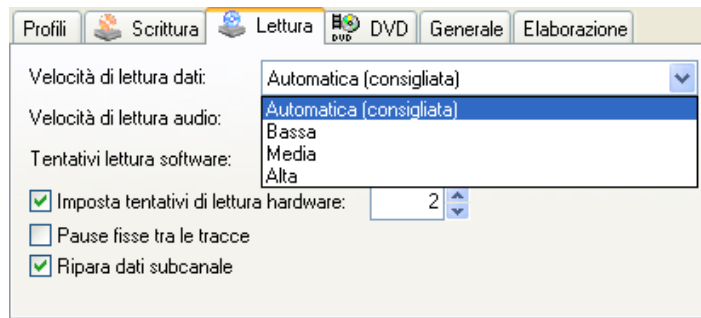 Profili Scrittura Lettura DVD DVD Generale Elaborazione
Velocità di lettura dati: Automatica (consigliata)
Velocità di lettura audio: Automatica (consigliata)
Bassa
Tentativi lettura software: Media
Alta
Imposta tentativi di lettura hardware: 2
Pause fisse tra le tracce
Ripara dati subcanale